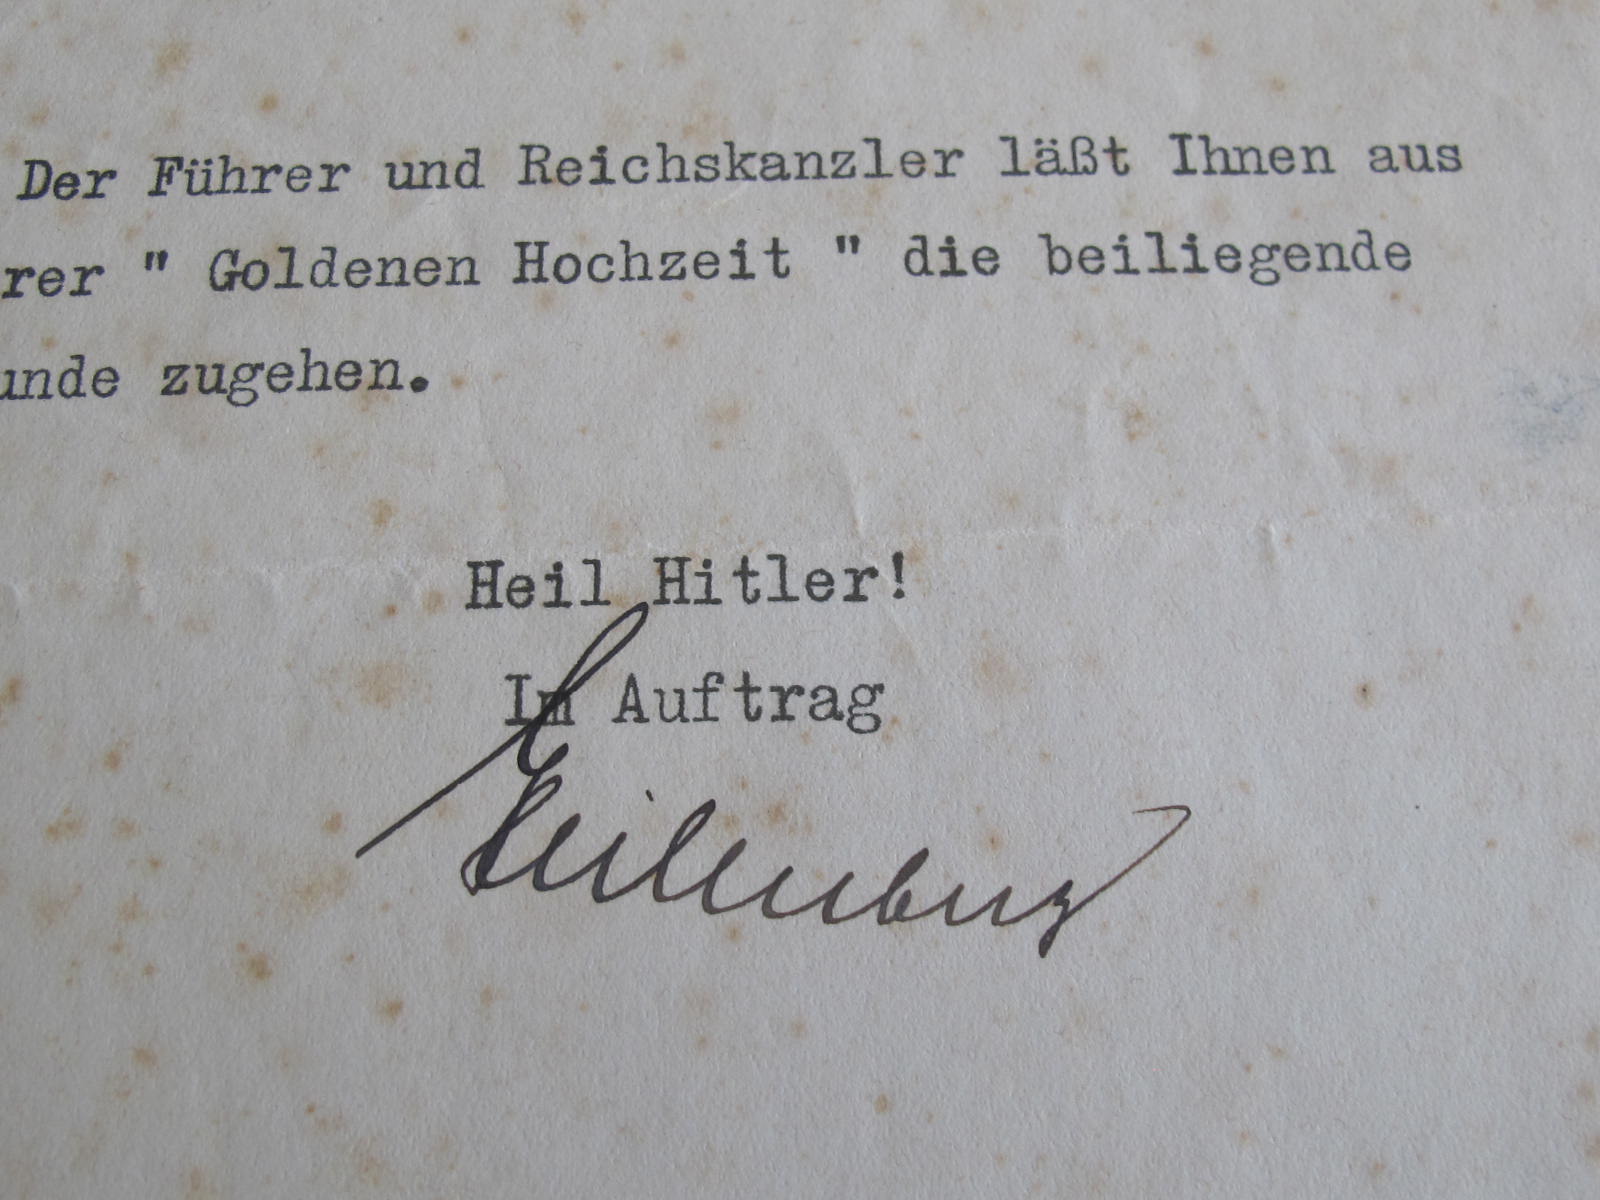 Der Führer und Reichskanzler läßt Ihnen aus
rer " Goldenen Hochzeit " die beiliegende
unde zugehen.
Heil Hitler!
Im Auftrag